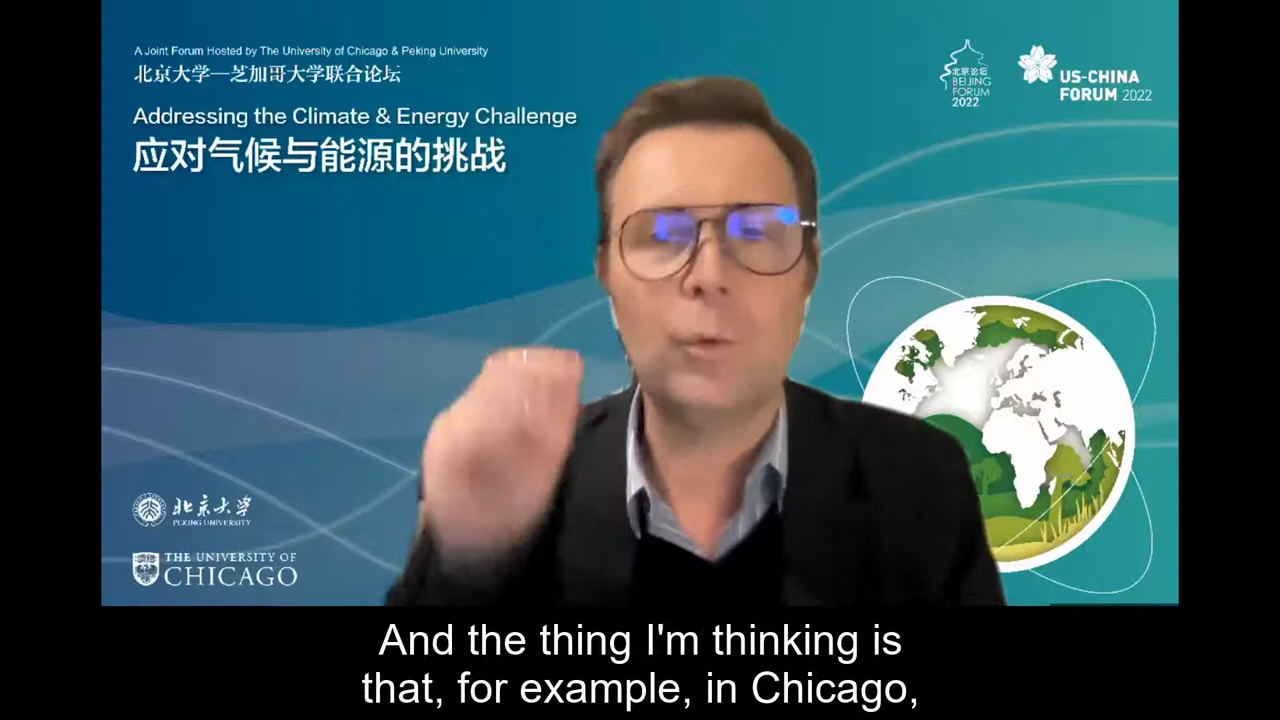 A Joint Forum Hosted by The University of Chicago & Peking University
北京大学—芝加哥大学联合论坛
Addressing the Climate & Energy Challenge
应对气候与能源的挑战
北京论坛
BEIJING
FORUM
2022
US-CHINA
FORUM 2022
北京大学
PEKING UNIVERSITY
THE UNIVERSITY OF
CHICAGO
And the thing I'm thinking is
that, for example, in Chicago,